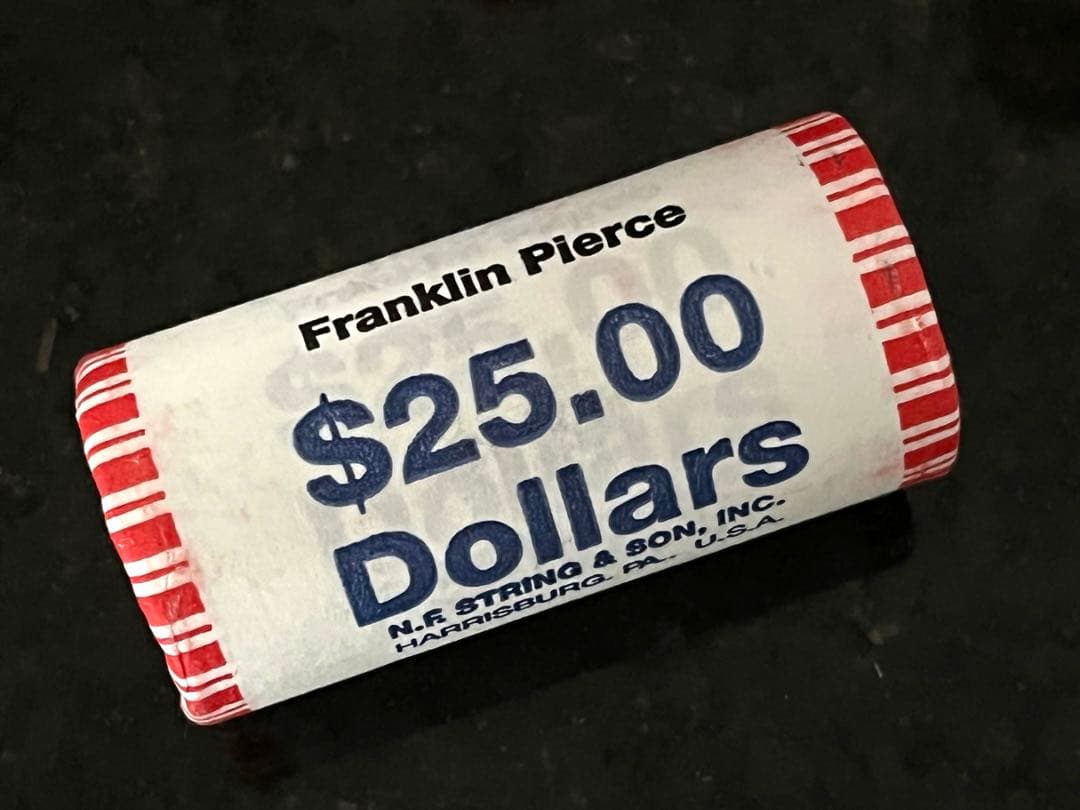 Franklin Pierce
$25.00
Dollars
N.F. STRING & SON, INC.
HARRISBURG, PA., U.S.A.